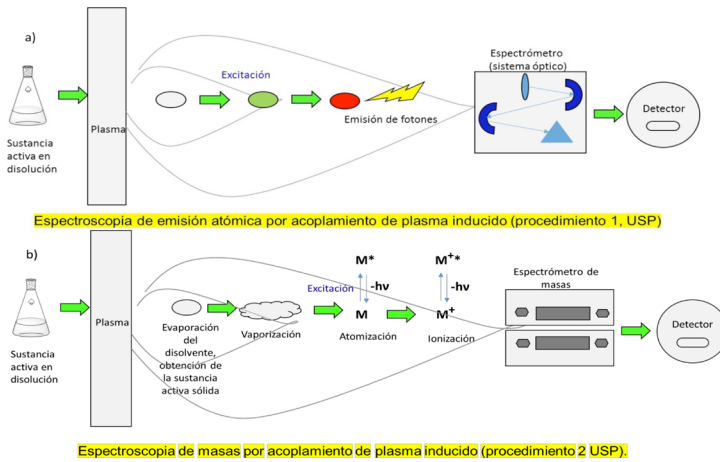 a)
Sustancia
activa en
disolución
Plasma
Excitación
Emisión de fotones
Espectrómetro
(sistema óptico)
Detector
Espectroscopia de emisión atómica por acoplamiento de plasma inducido (procedimiento 1, USP)
b)
Sustancia
activa en
disolución
Plasma
Evaporación
del
disolvente,
obtención de
la sustancia
activa sólida
Vaporización
Excitación
M*
-hν
M
Atomización
M+*
-hν
M+
Ionización
Espectrómetro de
masas
Detector
Espectroscopia de masas por acoplamiento de plasma inducido (procedimiento 2 USP).